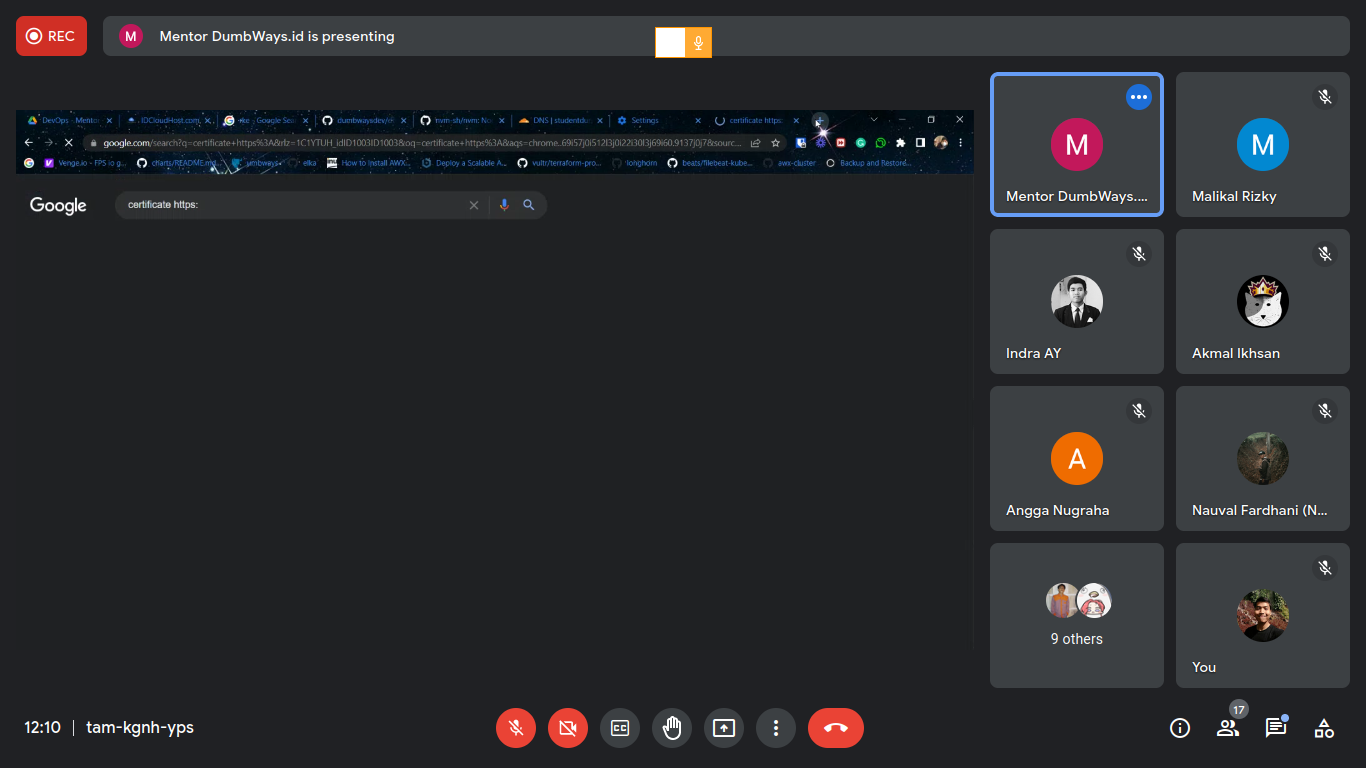 REC
M
Mentor DumbWays.id is presenting
DevOps - Mentor
IDCloudHost.com,
rke - Google Sea
dumbwaysdev/
nvm-sh/nvm: No
DNS | studentdu
Settings
certificate https:
google.com/search?q=certificate+https%3A&rlz=1C1YTUH_idID1003ID1003&oq=certificate+https%3A&aqs=chrome..69i57j0i512l3j0i22i30l3j69i60.9137j0j7&sourc...
Venge.io - FPS io g...
charts/README.md...
umbways
elka
How to Install AWX...
Deploy a Scalable A...
vultr/terraform-pro...
longhorn
beats/filebeat-kube...
awx-cluster
Backup and Restore...
Google
certificate https:
M
Mentor DumbWays....
M
Malikal Rizky
Indra AY
Akmal Ikhsan
A
Angga Nugraha
Nauval Fardhani (N...
9 others
You
12:10
tam-kgnh-yps
CC
17